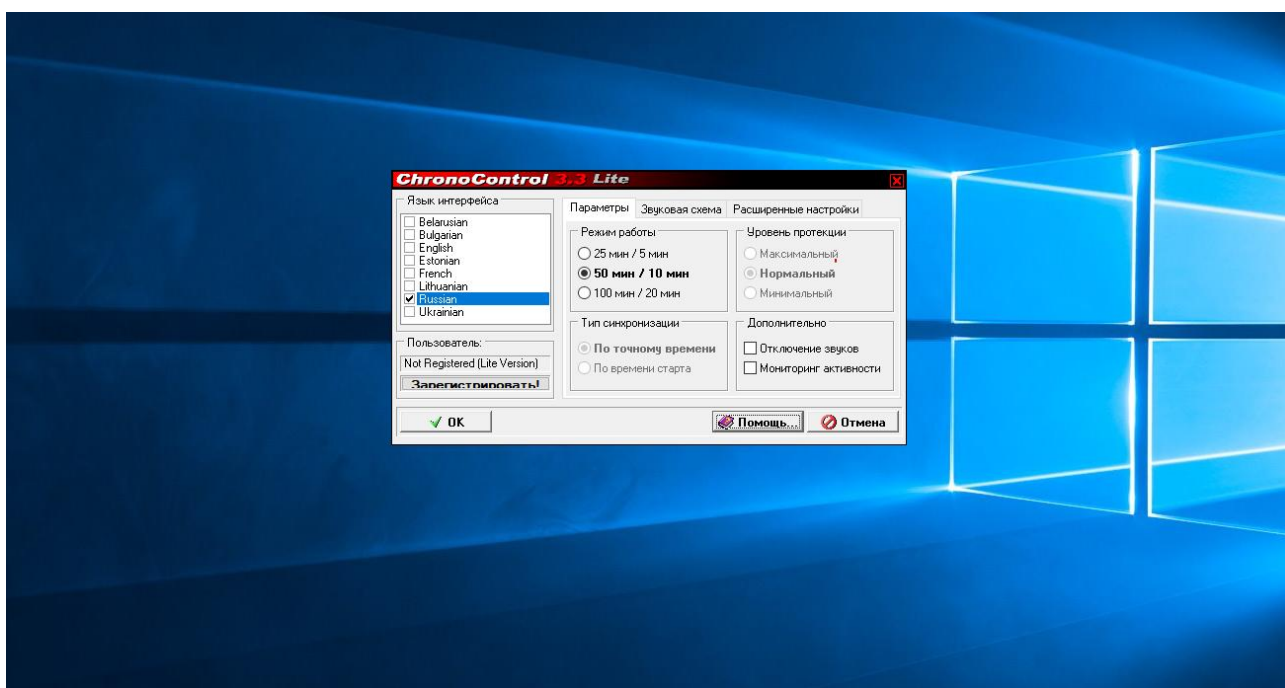 ChronoControl 3.3 Lite
Язык интерфейса
Belarusian
Bulgarian
English
Estonian
French
Lithuanian
Russian
Ukrainian
Пользователь:
Not Registered (Lite Version)
Зарегистрировать!
Параметры Звуковая схема Расширенные настройки
Режим работы
25 мин / 5 мин
50 мин / 10 мин
100 мин / 20 мин
Уровень протекции
Максимальный
Нормальный
Минимальный
Тип синхронизации
По точному времени
По времени старта
Дополнительно
Отключение звуков
Мониторинг активности
OK Помощь... Отмена